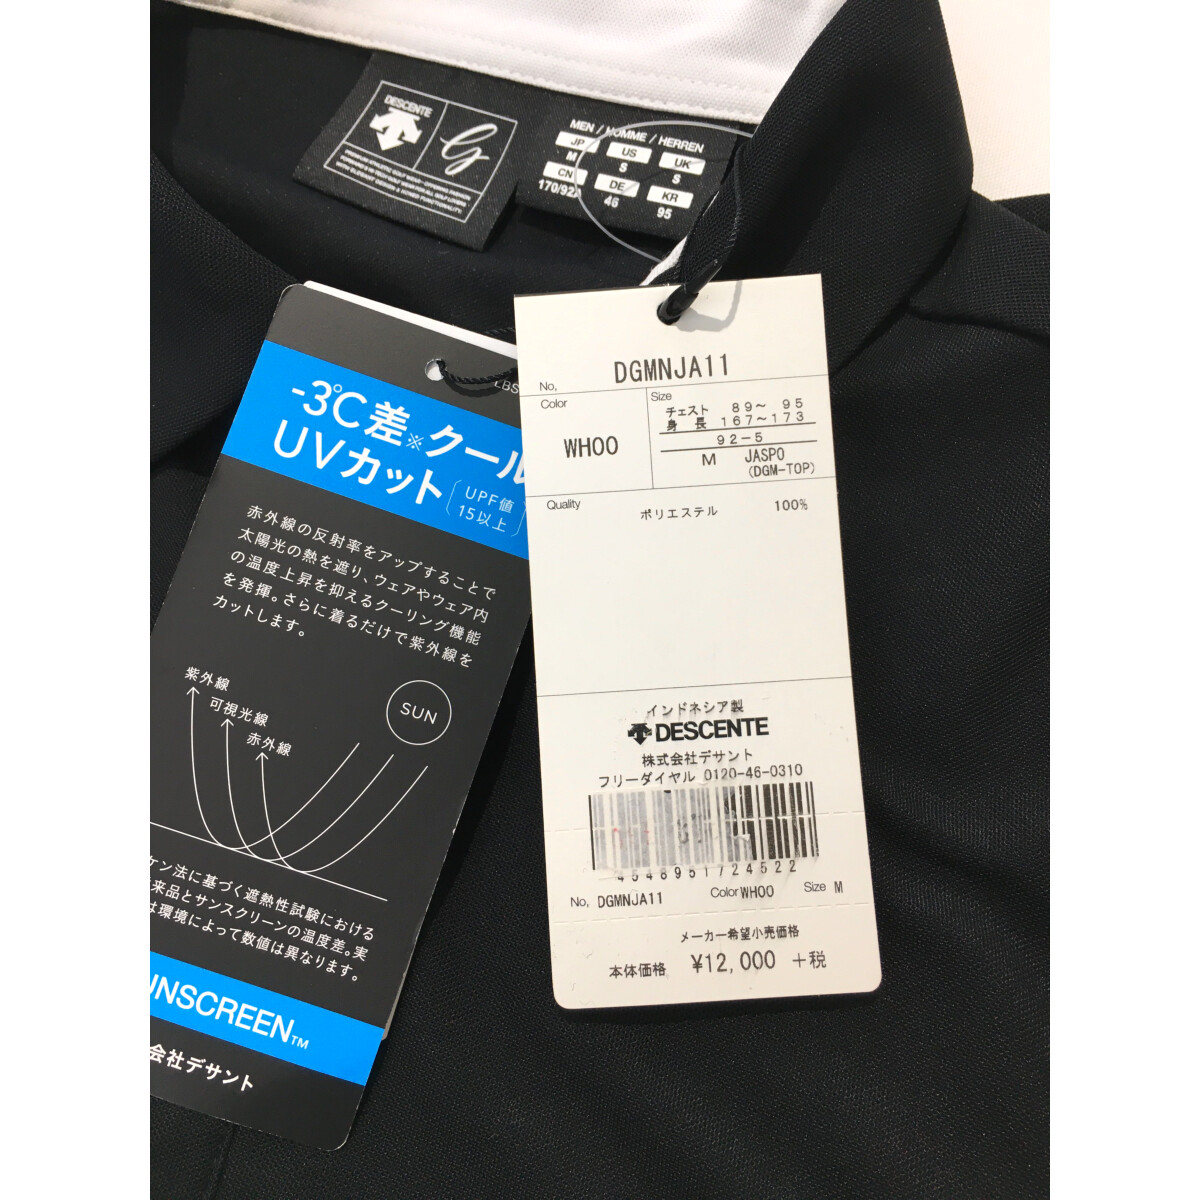 DESCENTE
MEN / HOMME / HERREN
JP US UK
M S S
CN DE KR
170/92A 46 95
-3℃差※クール
UVカット
UPF値
15以上
赤外線の反射率をアップすることで
太陽光の熱を遮り、ウェアやウェア内
の温度上昇を抑えるクーリング機能
を発揮。さらに着るだけで紫外線を
カットします。
紫外線
可視光線
赤外線
SUN
ケン法に基づく遮熱性試験における
来品とサンスクリーンの温度差。実
は環境によって数値は異なります。
UNSCREEN™
会社デサント
No, DGMNJA11
Color
WH00
Size
チェスト 89～ 95
身長 167～173
92-5
M JASPO
(DGM-TOP)
Quality
ポリエステル 100%
インドネシア製
DESCENTE
株式会社デサント
フリーダイヤル 0120-46-0310
4548951724522
No, DGMNJA11 Color WH00 Size M
メーカー希望小売価格
本体価格 ¥12,000 +税